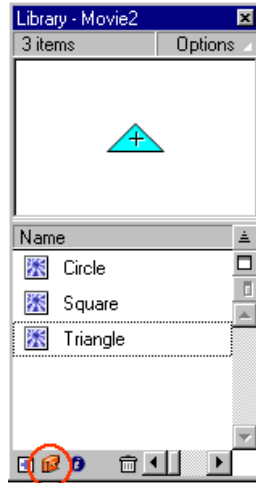 Library - Movie2
3 items Options
Name
Circle
Square
Triangle